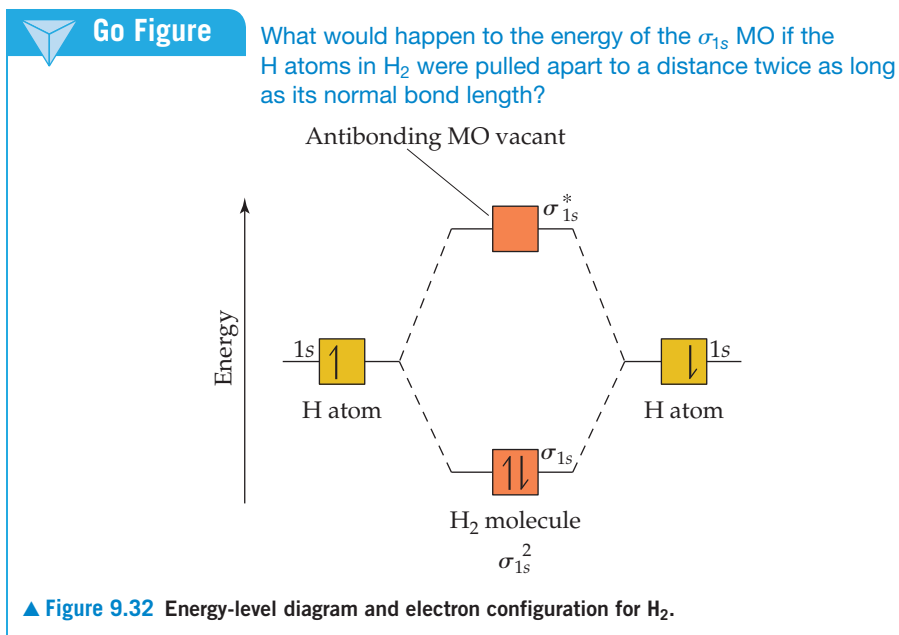 Go Figure
What would happen to the energy of the σ1s MO if the
H atoms in H2 were pulled apart to a distance twice as long
as its normal bond length?
Antibonding MO vacant
σ*1s
Energy
1s 1s
H atom H atom
σ1s
H2 molecule
σ1s2
▲ Figure 9.32 Energy-level diagram and electron configuration for H2.